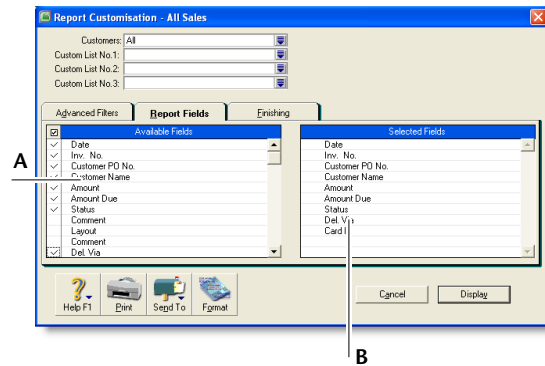 Report Customisation - All Sales
Customers: All
Custom List No.1:
Custom List No.2:
Custom List No.3:
Advanced Filters Report Fields Finishing
Available Fields Selected Fields
Date Date
Inv. No. Inv. No.
Customer PO No. Customer PO No.
Customer Name Customer Name
Amount Amount
Amount Due Amount Due
Status Status
Comment Del. Via
Layout Card I
Comment
Del. Via
A
Help F1 Print Send To Format Cancel Display
B